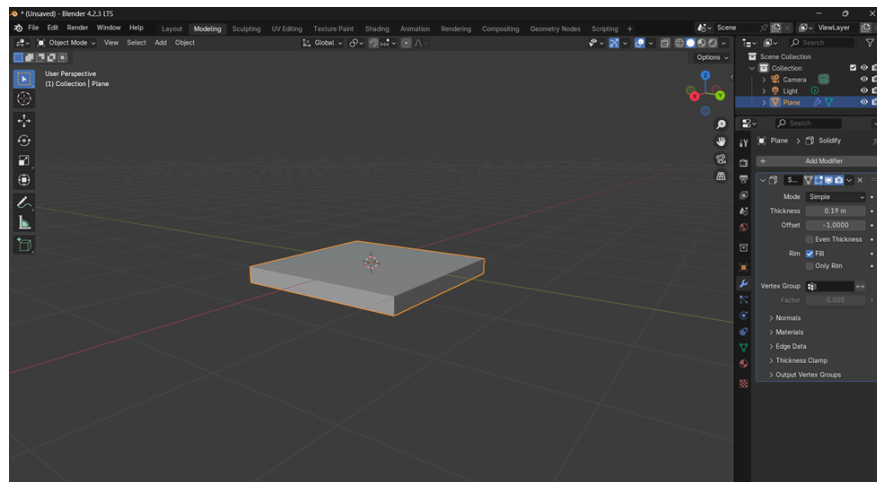 * (Unsaved) - Blender 4.2.3 LTS
File Edit Render Window Help Layout Modeling Sculpting UV Editing Texture Paint Shading Animation Rendering Compositing Geometry Nodes Scripting + Scene ViewLayer
Object Mode View Select Add Object Global Search
Options
User Perspective
(1) Collection | Plane
Z
X
Y
Scene Collection
Collection
Camera
Light
Plane
Search
Plane > Solidify
+ Add Modifier
S...
Mode Simple
Thickness 0.19 m
Offset -1.0000
Even Thickness
Rim Fill
Only Rim
Vertex Group
Factor 0.000
> Normals
> Materials
> Edge Data
> Thickness Clamp
> Output Vertex Groups